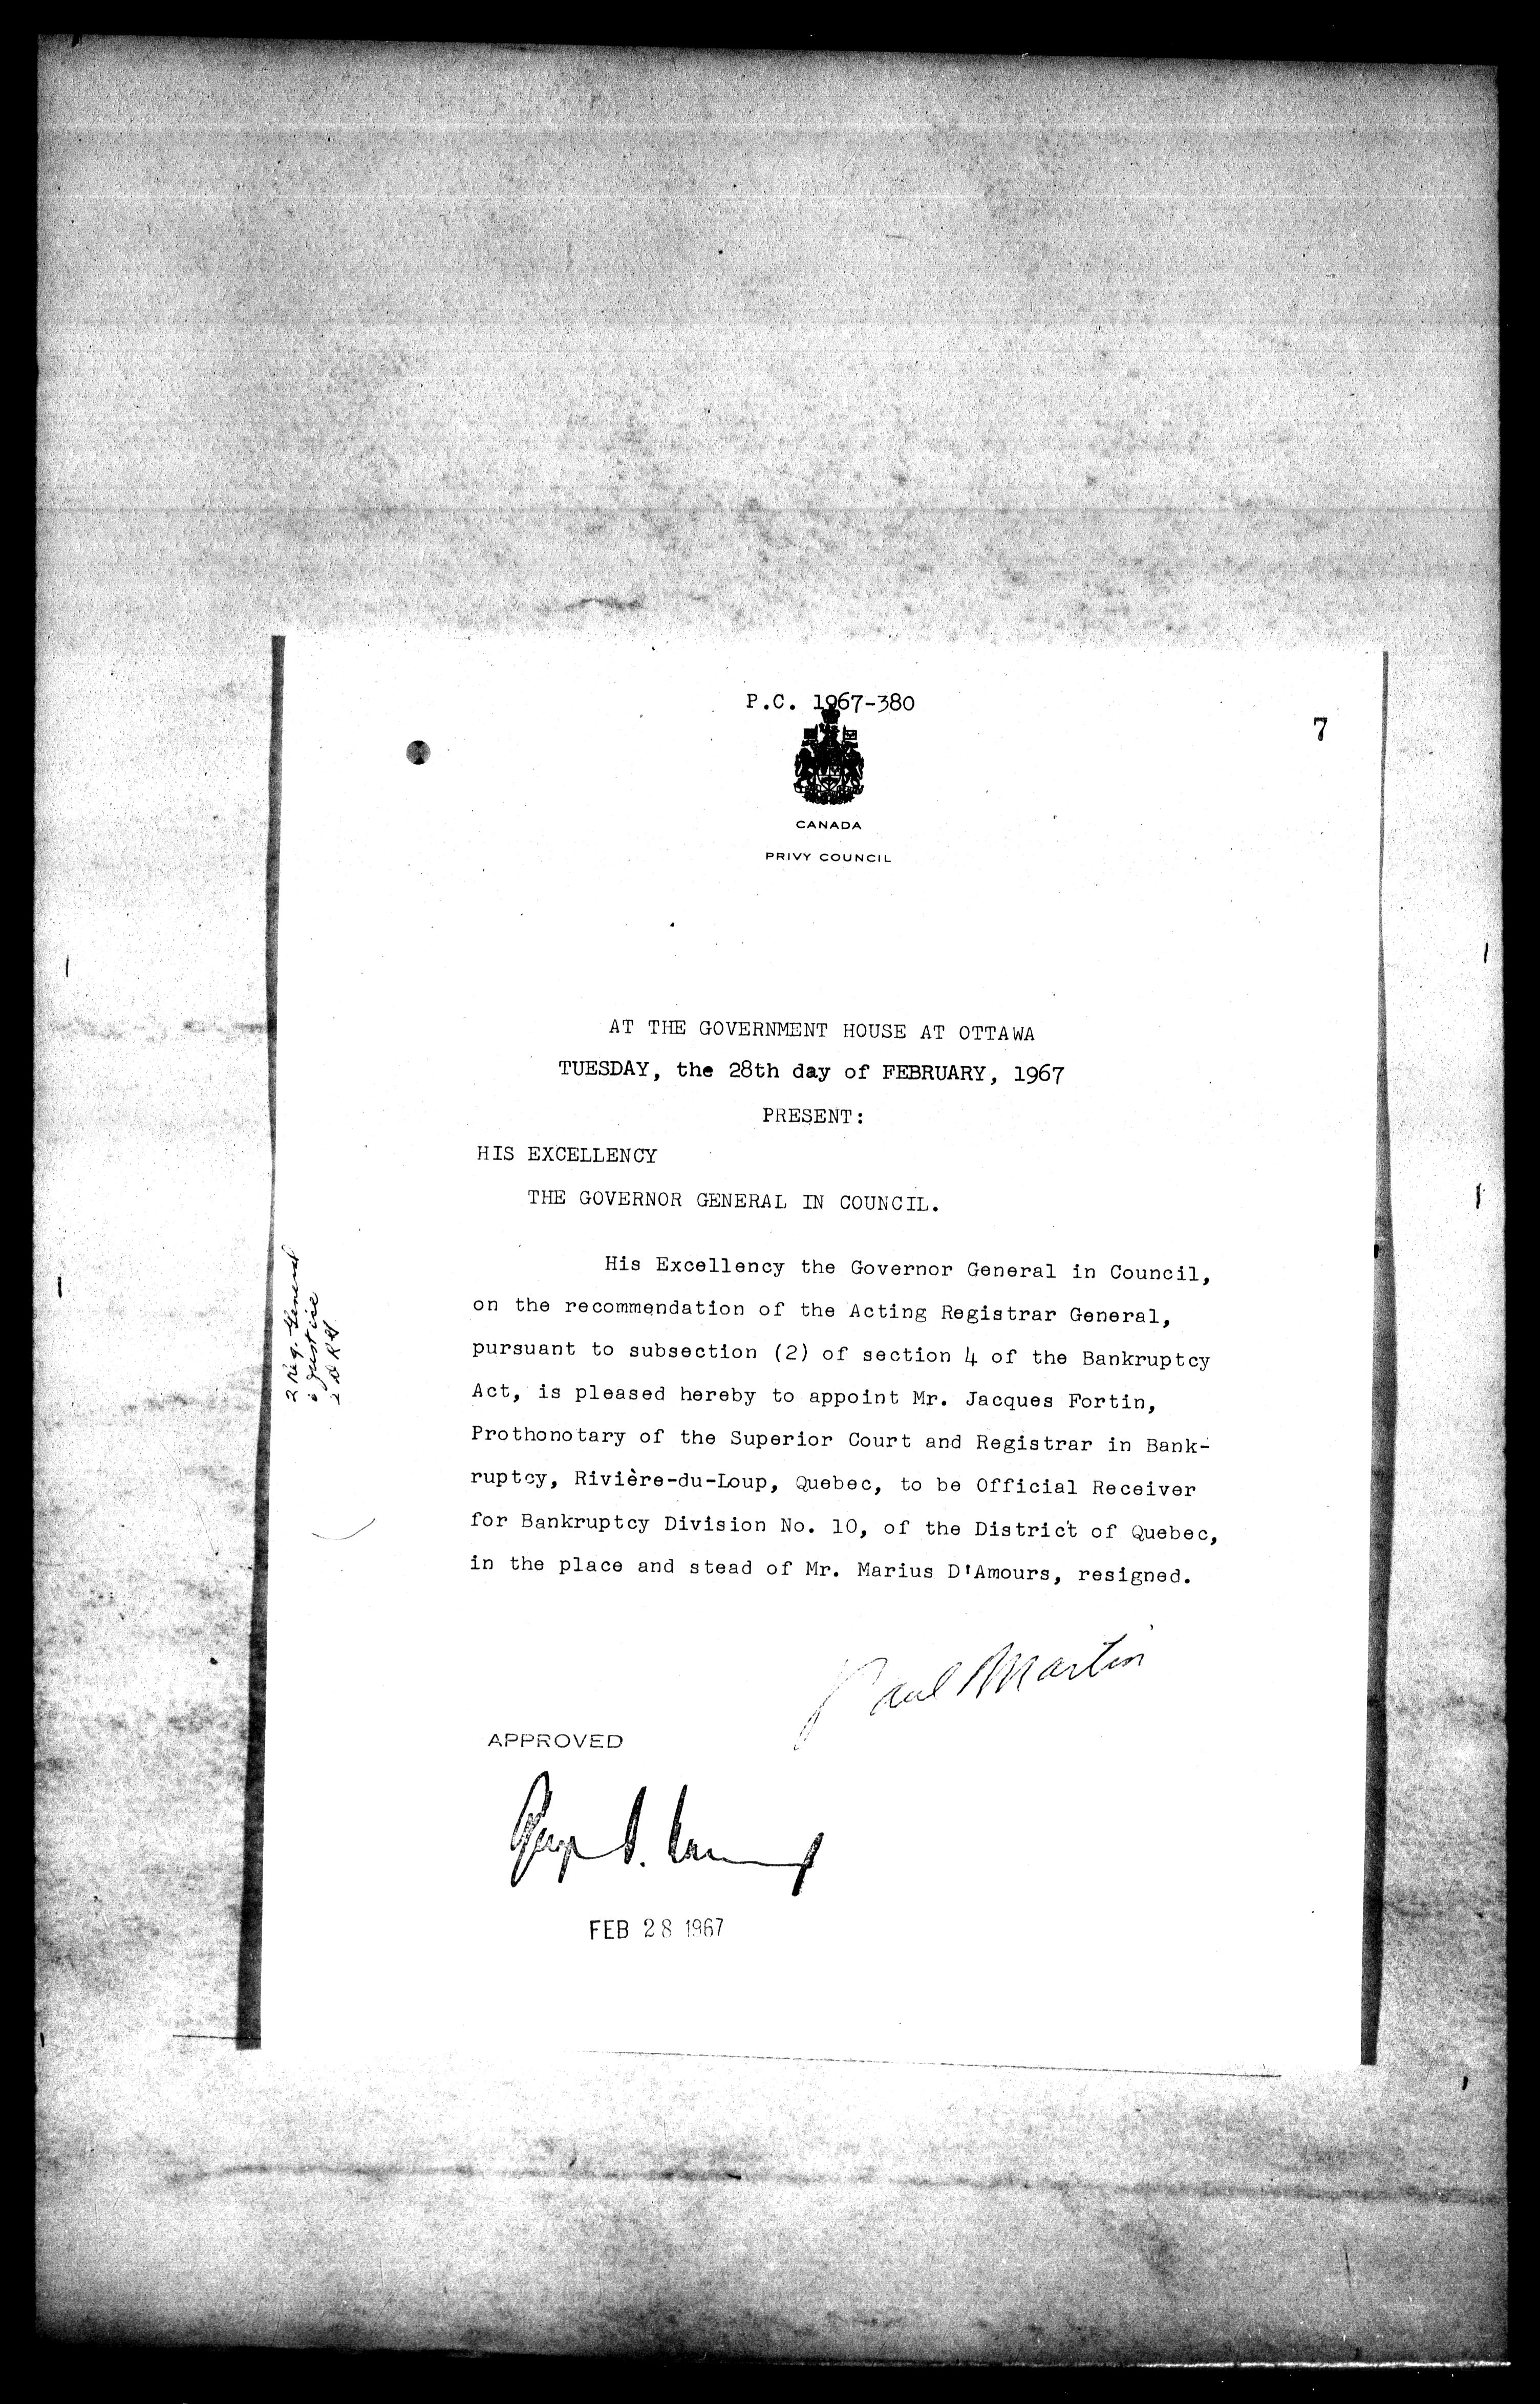 P.C. 1967-380
7
CANADA
PRIVY COUNCIL
AT THE GOVERNMENT HOUSE AT OTTAWA
TUESDAY, the 28th day of FEBRUARY, 1967
PRESENT:
HIS EXCELLENCY
THE GOVERNOR GENERAL IN COUNCIL.
His Excellency the Governor General in Council,
on the recommendation of the Acting Registrar General,
pursuant to subsection (2) of section 4 of the Bankruptcy
Act, is pleased hereby to appoint Mr. Jacques Fortin,
Prothonotary of the Superior Court and Registrar in Bank-
ruptcy, Rivière-du-Loup, Quebec, to be Official Receiver
for Bankruptcy Division No. 10, of the District of Quebec,
in the place and stead of Mr. Marius D'Amours, resigned.
2 Reg. General
Justice
Paul Martin
APPROVED
FEB 28 1967